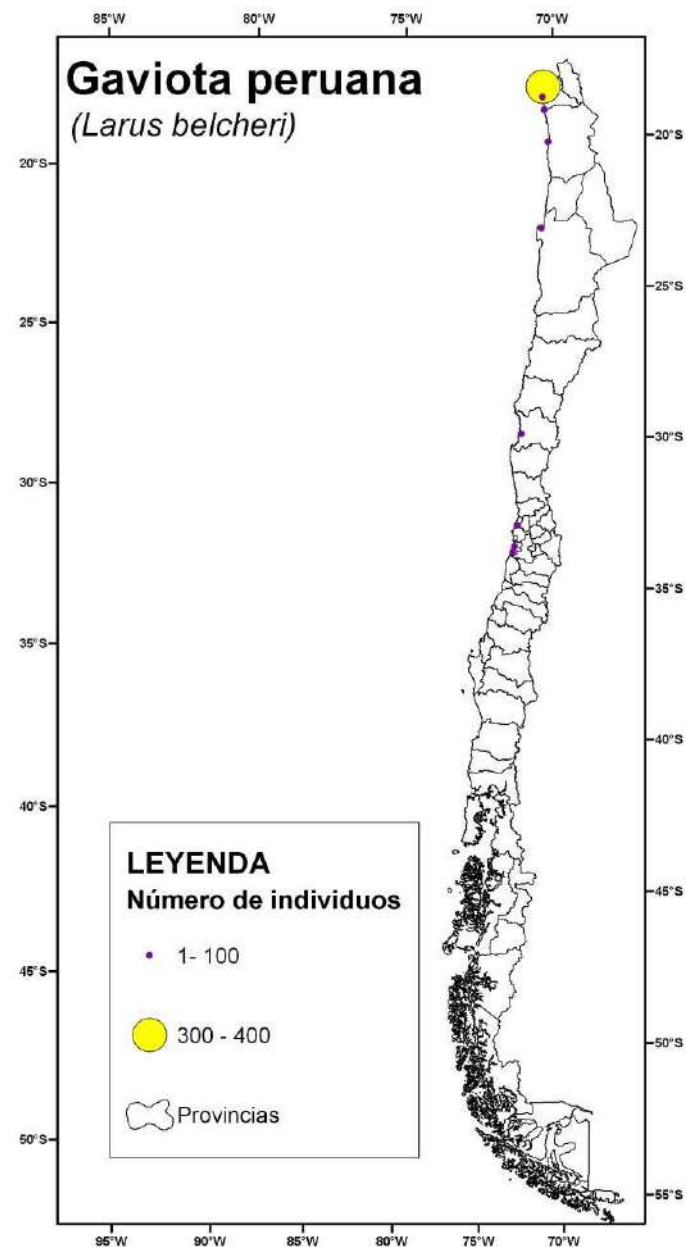 85°W 80°W 75°W 70°W
Gaviota peruana
(Larus belcheri)
20°S
25°S
30°S
35°S
40°S
45°S
50°S
20°S
25°S
30°S
35°S
40°S
45°S
50°S
55°S
LEYENDA
Número de individuos
1- 100
300 - 400
Provincias
95°W 90°W 85°W 80°W 75°W 70°W